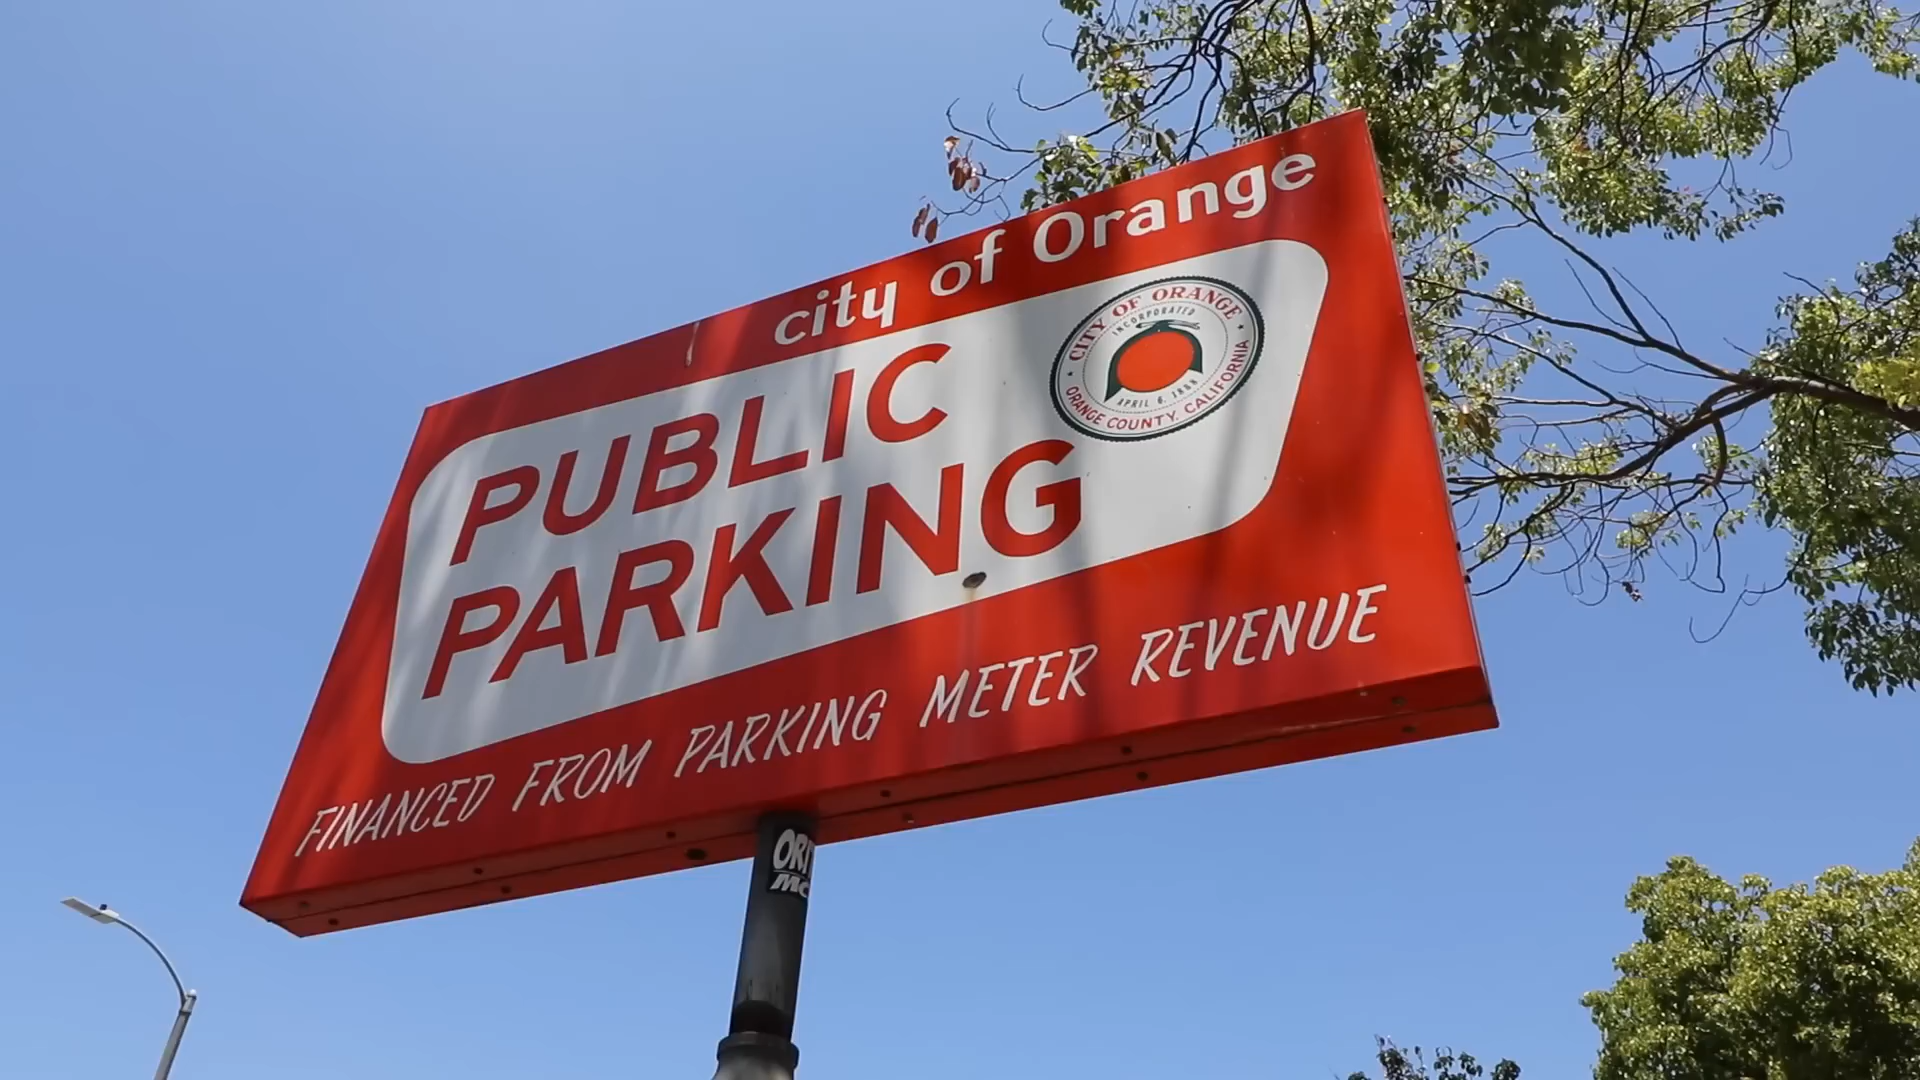 city of Orange
PUBLIC
PARKING
CITY OF ORANGE
INCORPORATED
APRIL 6, 1888
ORANGE COUNTY, CALIFORNIA
FINANCED FROM PARKING METER REVENUE